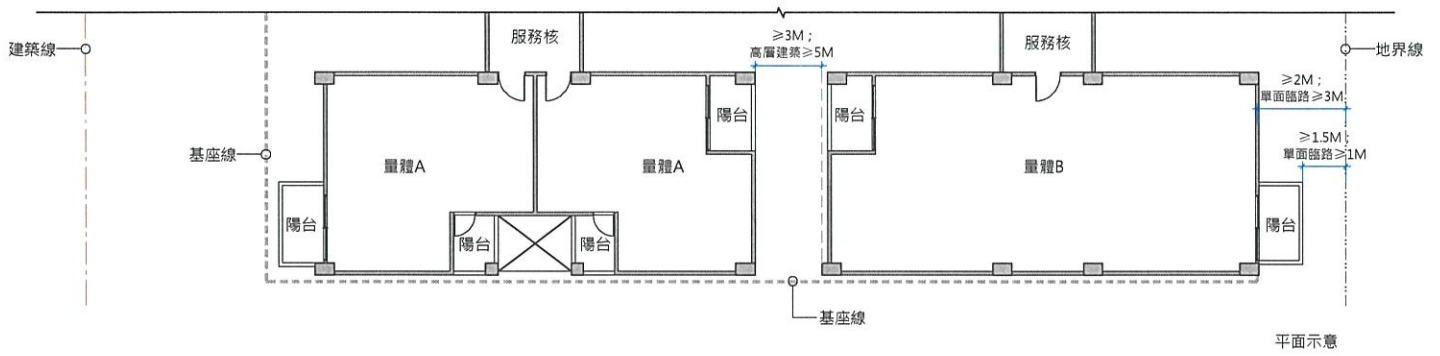 服務核
≥3M；
高層建築≥5M
服務核
建築線
地界線
≥2M；
單面臨路≥3M
陽台
陽台
≥1.5M；
單面臨路≥1M
基座線
量體A
量體A
量體B
陽台
陽台
陽台
陽台
基座線
平面示意